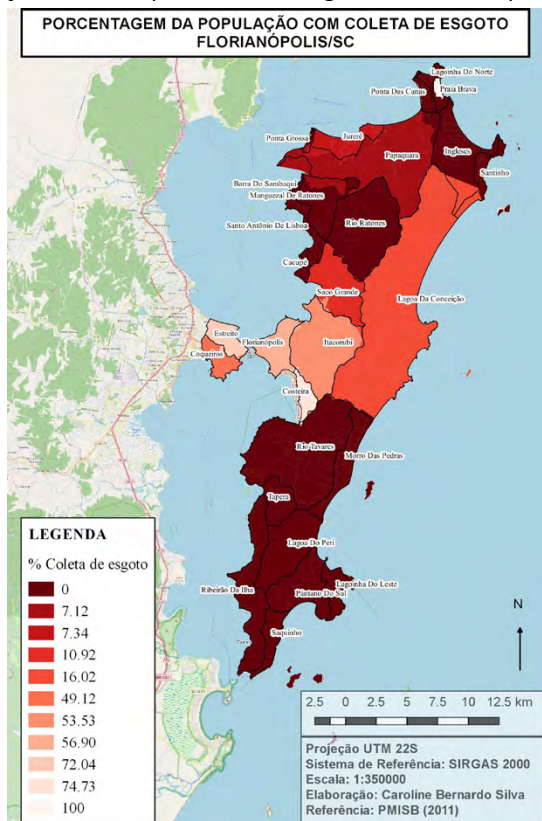 PORCENTAGEM DA POPULAÇÃO COM COLETA DE ESGOTO
FLORIANÓPOLIS/SC
Lagoinha Do Norte
Praia Brava
Ponta Das Canas
Ponta Grossa
Jurerê
Papaquara
Ingleses
Santinho
Barra Do Sambaqui
Manguezal De Ratones
Santo Antônio De Lisboa
Rio Ratones
Cacupé
Saco Grande
Lagoa Da Conceição
Estreito
Florianópolis
Itacorubi
Coqueiros
Costeira
Rio Tavares
Morro Das Pedras
Tapera
Lagoa Do Peri
Ribeirão Da Ilha
Lagoinha Do Leste
Pântano Do Sul
Saquinho
LEGENDA
% Coleta de esgoto
0
7.12
7.34
10.92
16.02
49.12
53.53
56.90
72.04
74.73
100
N
2.5 0 2.5 5 7.5 10 12.5 km
Projeção UTM 22S
Sistema de Referência: SIRGAS 2000
Escala: 1:350000
Elaboração: Caroline Bernardo Silva
Referência: PMISB (2011)